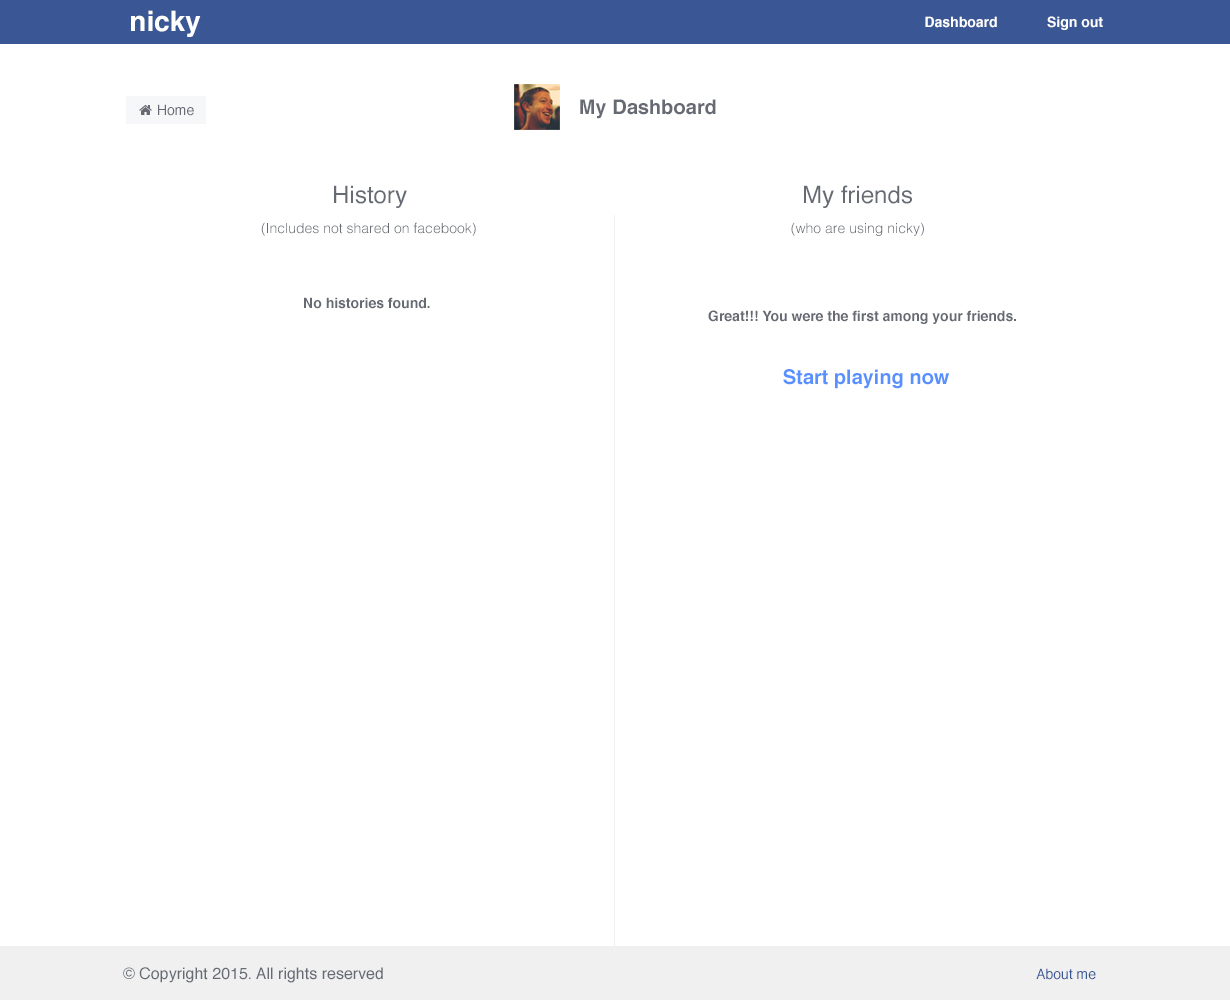 nicky
Dashboard
Sign out
Home
My Dashboard
History
(Includes not shared on facebook)
No histories found.
My friends
(who are using nicky)
Great!!! You were the first among your friends.
Start playing now
© Copyright 2015. All rights reserved
About me